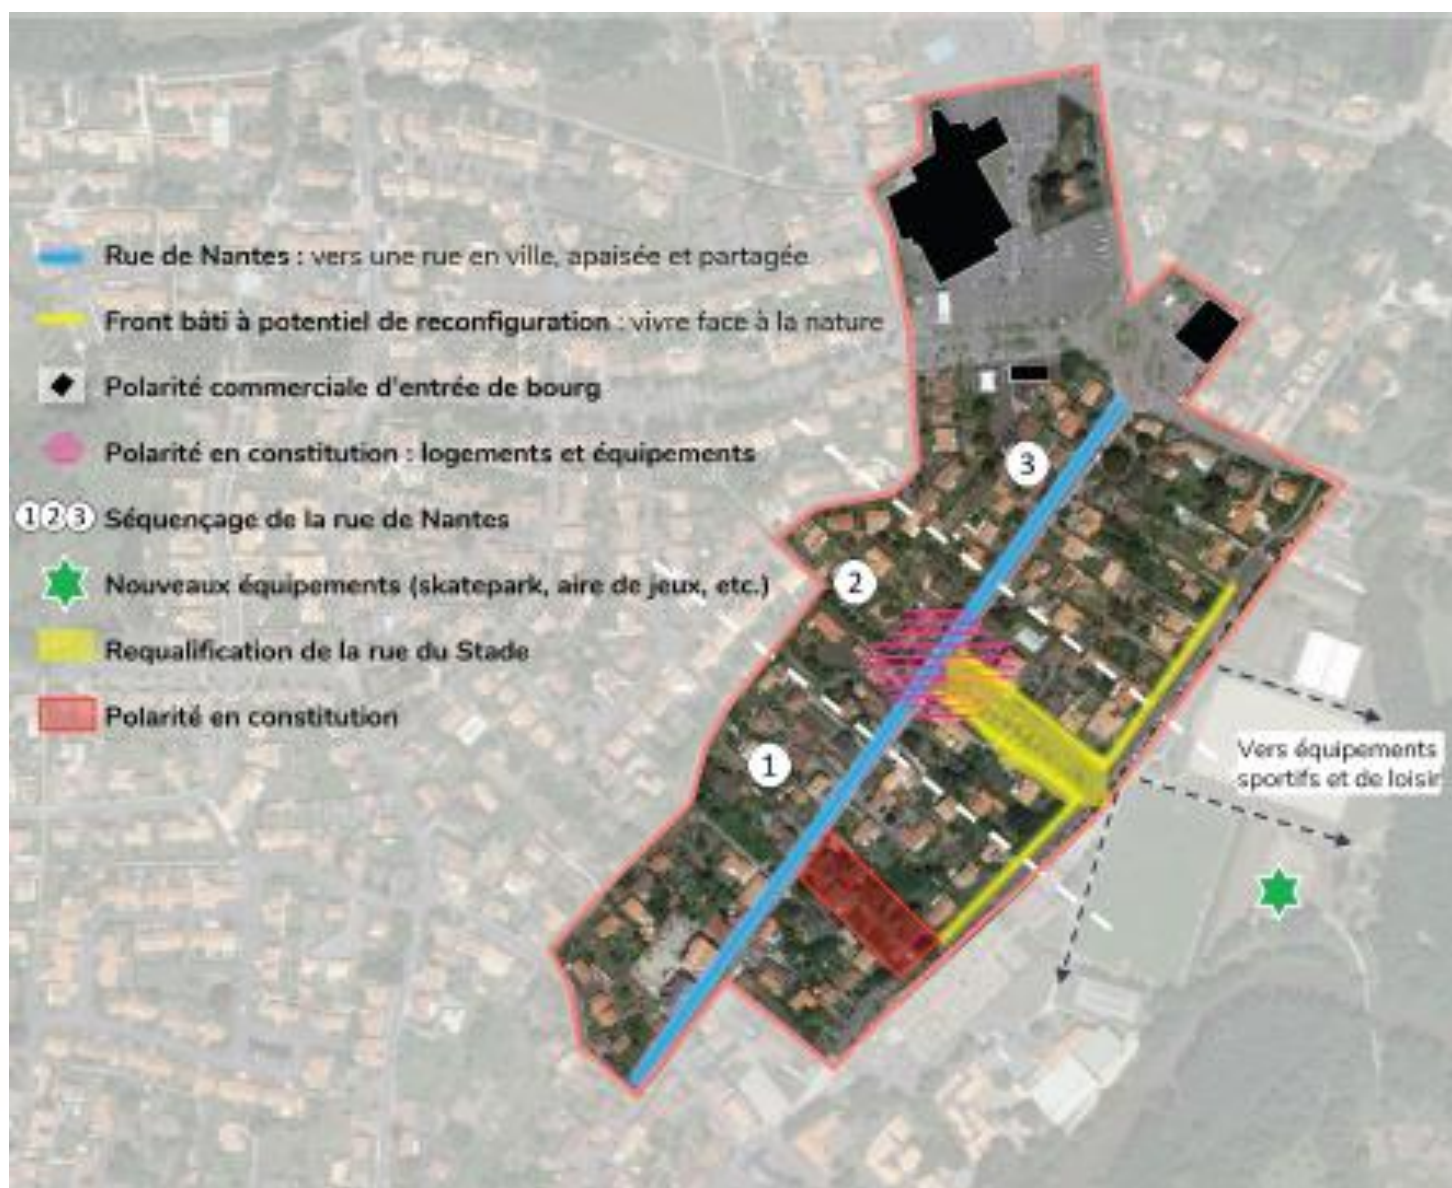 Rue de Nantes : vers une rue en ville, apaisée et partagée
Front bâti à potentiel de reconfiguration : vivre face à la nature
Polarité commerciale d'entrée de bourg
Polarité en constitution : logements et équipements
1 2 3 Séquençage de la rue de Nantes
Nouveaux équipements (skatepark, aire de jeux, etc.)
Requalification de la rue du Stade
Polarité en constitution
3
2
1
Vers équipements
sportifs et de loisir